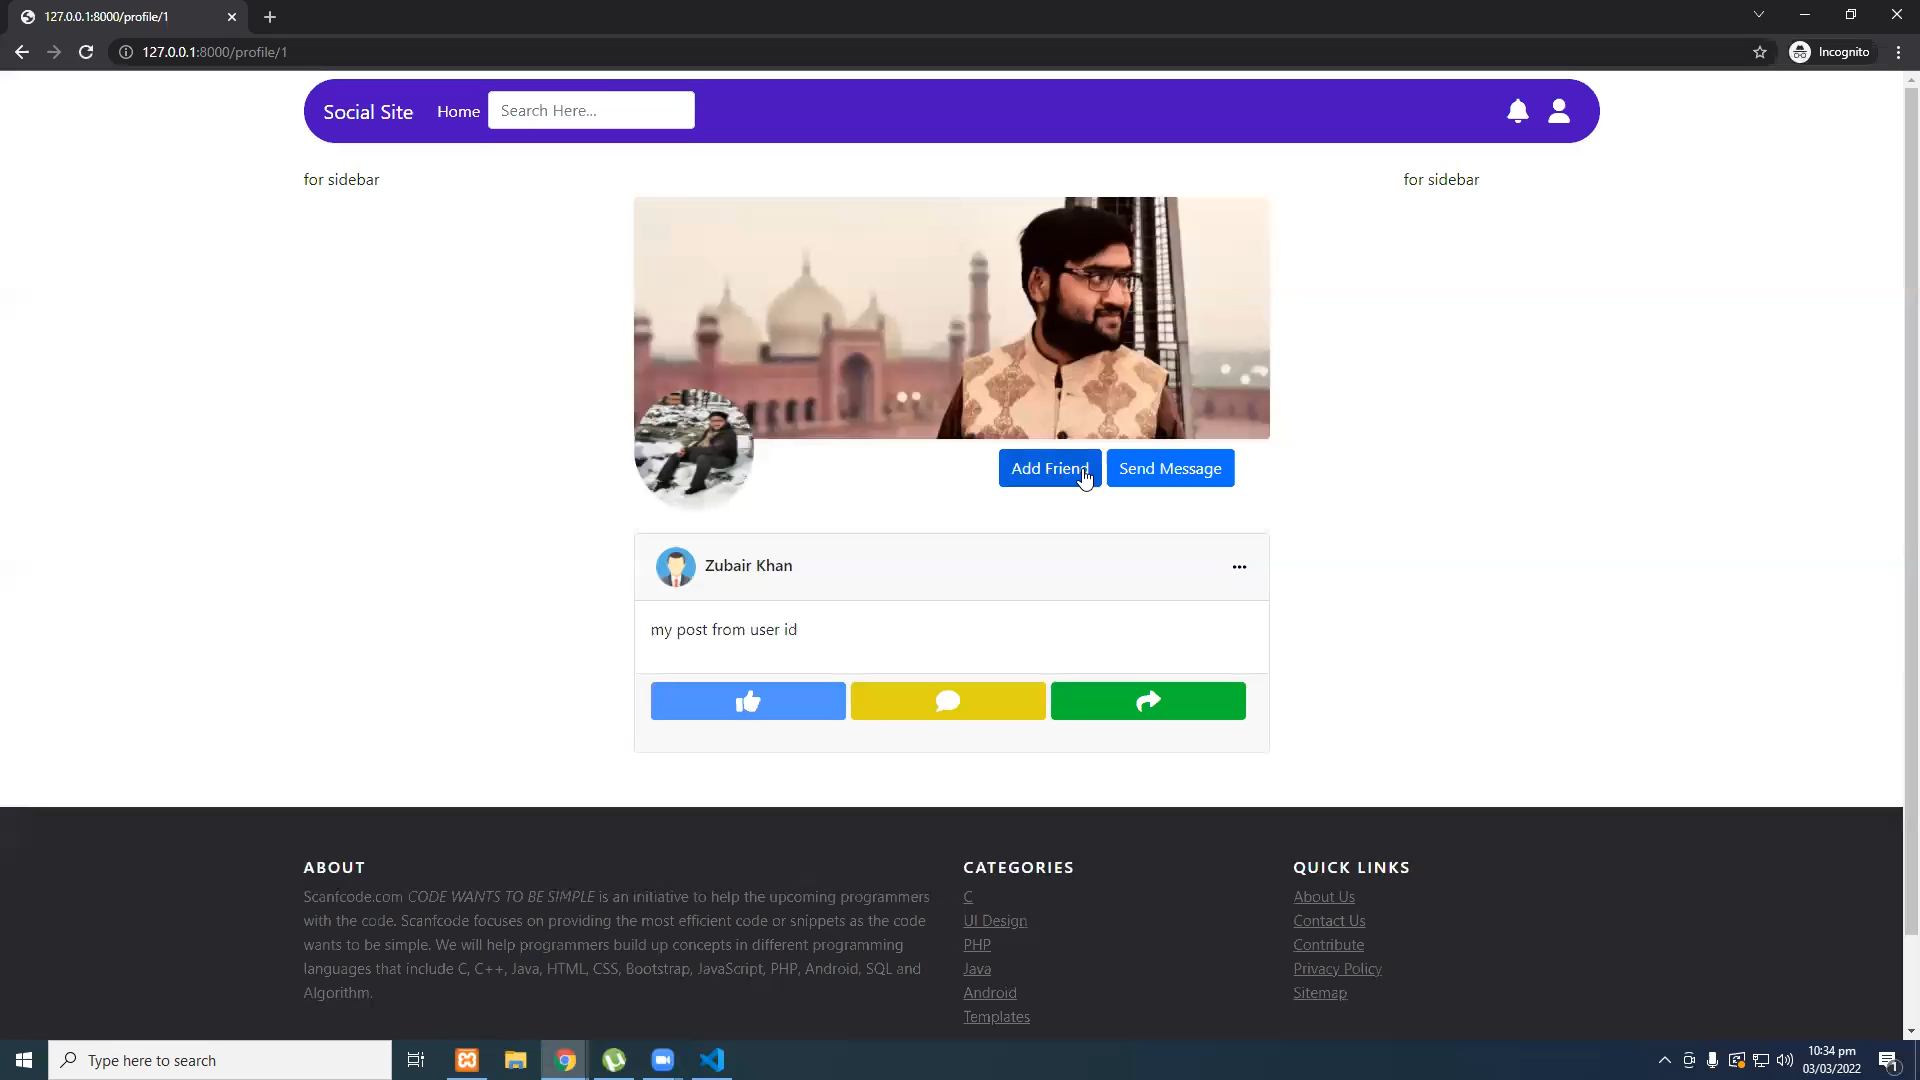 127.0.0.1:8000/profile/1
127.0.0.1:8000/profile/1
Incognito
Social Site
Home
Search Here...
for sidebar
for sidebar
Add Friend
Send Message
Zubair Khan
my post from user id
ABOUT
Scanfcode.com CODE WANTS TO BE SIMPLE is an initiative to help the upcoming programmers
with the code. Scanfcode focuses on providing the most efficient code or snippets as the code
wants to be simple. We will help programmers build up concepts in different programming
languages that include C, C++, Java, HTML, CSS, Bootstrap, JavaScript, PHP, Android, SQL and
Algorithm.
CATEGORIES
C
UI Design
PHP
Java
Android
Templates
QUICK LINKS
About Us
Contact Us
Contribute
Privacy Policy
Sitemap
Type here to search
10:34 pm
03/03/2022
1